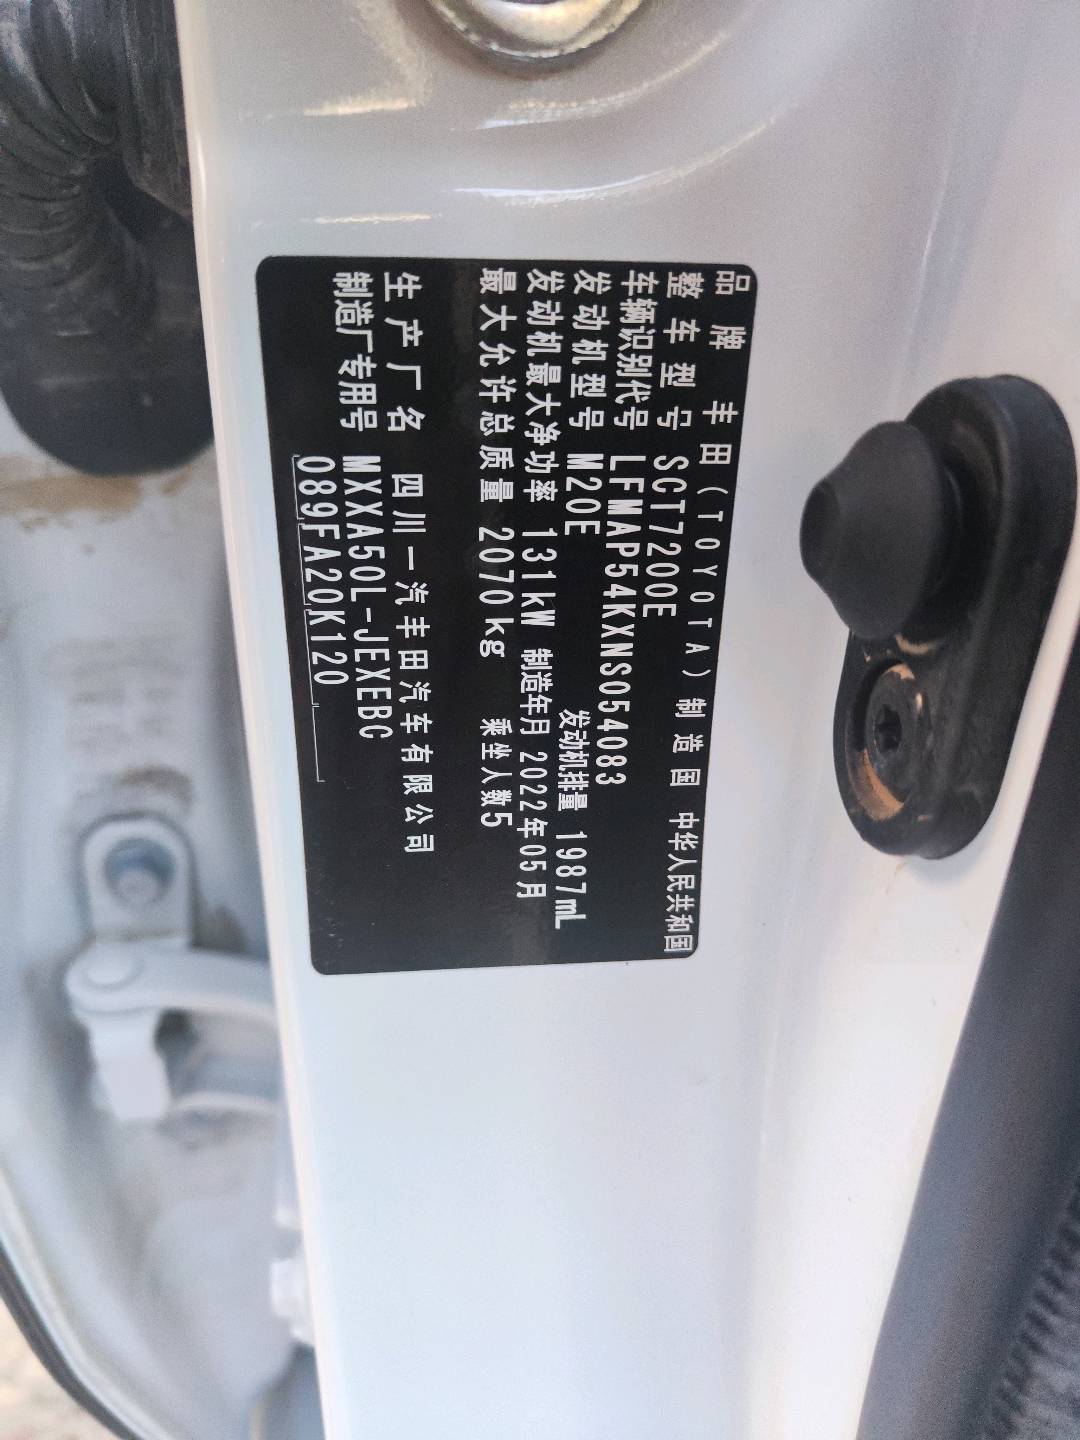 品牌 丰田(TOYOTA) 制造国 中华人民共和国
整车型号 SCT7200E
车辆识别代号 LFMAP54KXNS054083
发动机型号 M20E 发动机排量 1987mL
发动机最大净功率 131kW 制造年月 2022年05月
最大允许总质量 2070kg 乘坐人数5
生产厂名 四川一汽丰田汽车有限公司
制造厂专用号 MXXA50L-JEXEBC
089FA20K120